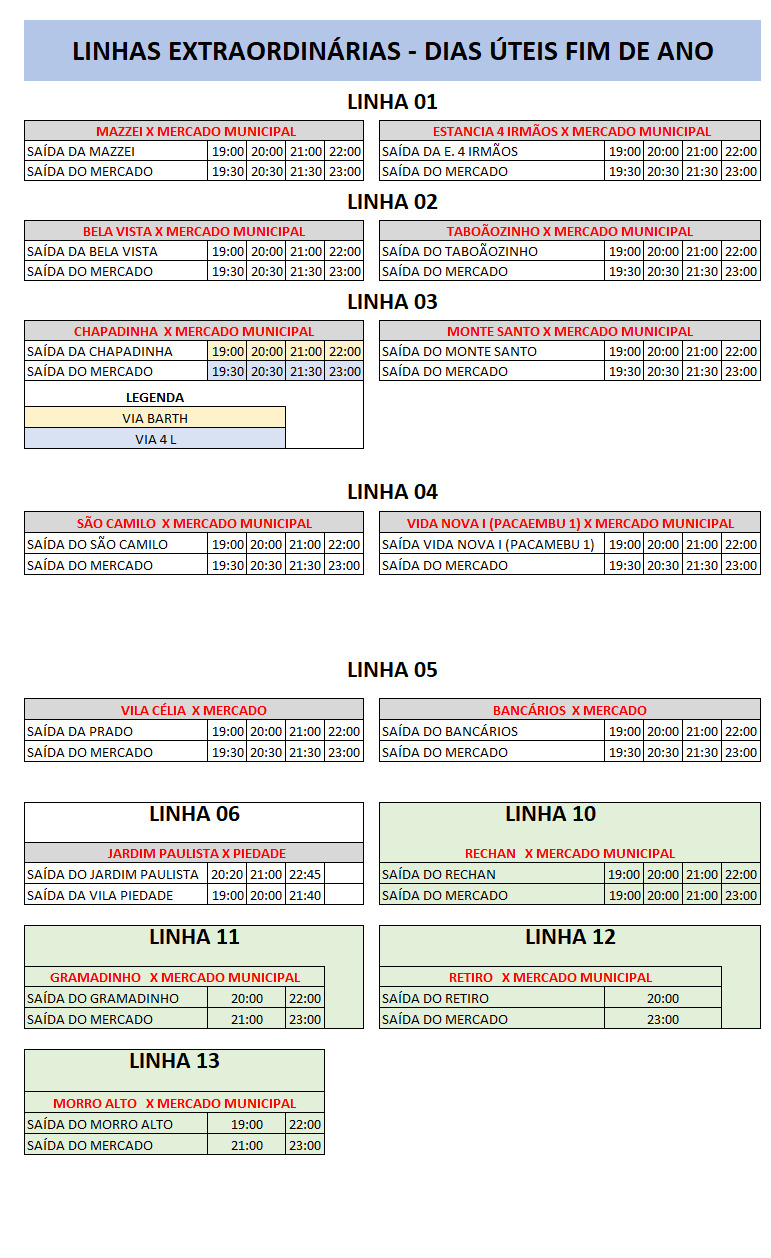 LINHAS EXTRAORDINÁRIAS - DIAS ÚTEIS FIM DE ANO
LINHA 01
MAZZEI X MERCADO MUNICIPAL
SAÍDA DA MAZZEI 19:00 20:00 21:00 22:00
SAÍDA DO MERCADO 19:30 20:30 21:30 23:00
ESTANCIA 4 IRMÃOS X MERCADO MUNICIPAL
SAÍDA DA E. 4 IRMÃOS 19:00 20:00 21:00 22:00
SAÍDA DO MERCADO 19:30 20:30 21:30 23:00
LINHA 02
BELA VISTA X MERCADO MUNICIPAL
SAÍDA DA BELA VISTA 19:00 20:00 21:00 22:00
SAÍDA DO MERCADO 19:30 20:30 21:30 23:00
TABOÃOZINHO X MERCADO MUNICIPAL
SAÍDA DO TABOÃOZINHO 19:00 20:00 21:00 22:00
SAÍDA DO MERCADO 19:30 20:30 21:30 23:00
LINHA 03
CHAPADINHA X MERCADO MUNICIPAL
SAÍDA DA CHAPADINHA 19:00 20:00 21:00 22:00
SAÍDA DO MERCADO 19:30 20:30 21:30 23:00
LEGENDA
VIA BARTH
VIA 4 L
MONTE SANTO X MERCADO MUNICIPAL
SAÍDA DO MONTE SANTO 19:00 20:00 21:00 22:00
SAÍDA DO MERCADO 19:30 20:30 21:30 23:00
LINHA 04
SÃO CAMILO X MERCADO MUNICIPAL
SAÍDA DO SÃO CAMILO 19:00 20:00 21:00 22:00
SAÍDA DO MERCADO 19:30 20:30 21:30 23:00
VIDA NOVA I (PACAEMBU 1) X MERCADO MUNICIPAL
SAÍDA VIDA NOVA I (PACAMEBU 1) 19:00 20:00 21:00 22:00
SAÍDA DO MERCADO 19:30 20:30 21:30 23:00
LINHA 05
VILA CÉLIA X MERCADO
SAÍDA DA PRADO 19:00 20:00 21:00 22:00
SAÍDA DO MERCADO 19:30 20:30 21:30 23:00
BANCÁRIOS X MERCADO
SAÍDA DO BANCÁRIOS 19:00 20:00 21:00 22:00
SAÍDA DO MERCADO 19:30 20:30 21:30 23:00
LINHA 06
JARDIM PAULISTA X PIEDADE
SAÍDA DO JARDIM PAULISTA 20:20 21:00 22:45
SAÍDA DA VILA PIEDADE 19:00 20:00 21:40
LINHA 10
RECHAN X MERCADO MUNICIPAL
SAÍDA DO RECHAN 19:00 20:00 21:00 22:00
SAÍDA DO MERCADO 19:00 20:00 21:00 23:00
LINHA 11
GRAMADINHO X MERCADO MUNICIPAL
SAÍDA DO GRAMADINHO 20:00 22:00
SAÍDA DO MERCADO 21:00 23:00
LINHA 12
RETIRO X MERCADO MUNICIPAL
SAÍDA DO RETIRO 20:00
SAÍDA DO MERCADO 23:00
LINHA 13
MORRO ALTO X MERCADO MUNICIPAL
SAÍDA DO MORRO ALTO 19:00 22:00
SAÍDA DO MERCADO 21:00 23:00